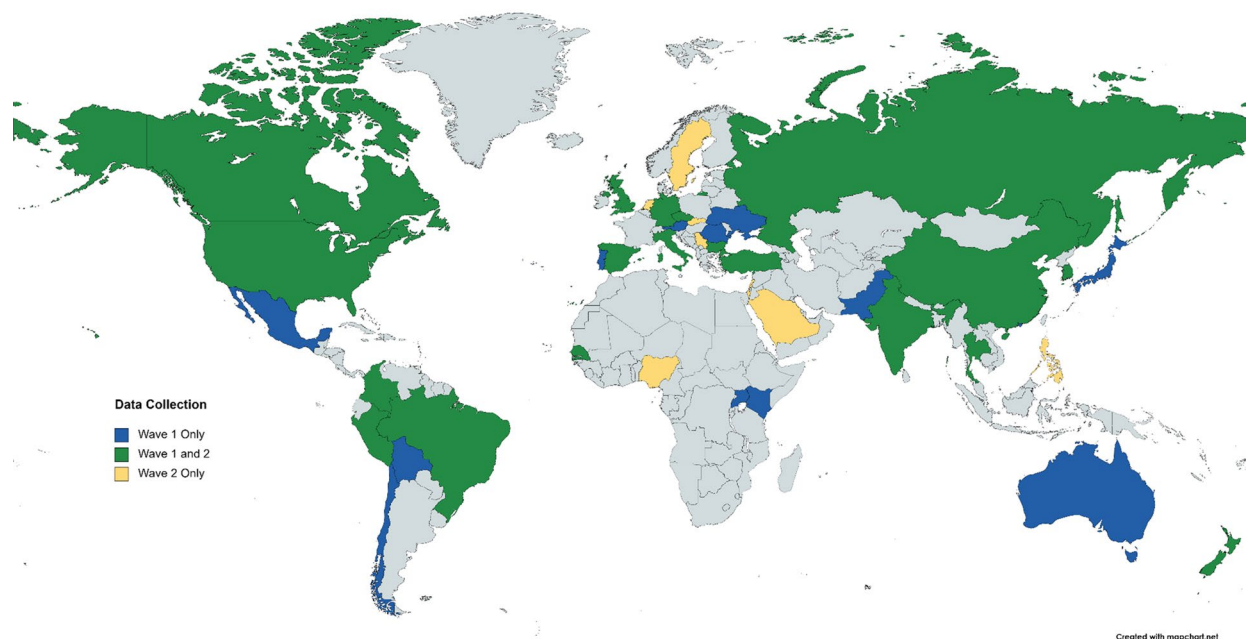 Data Collection
Wave 1 Only
Wave 1 and 2
Wave 2 Only
Created with mapchart.net